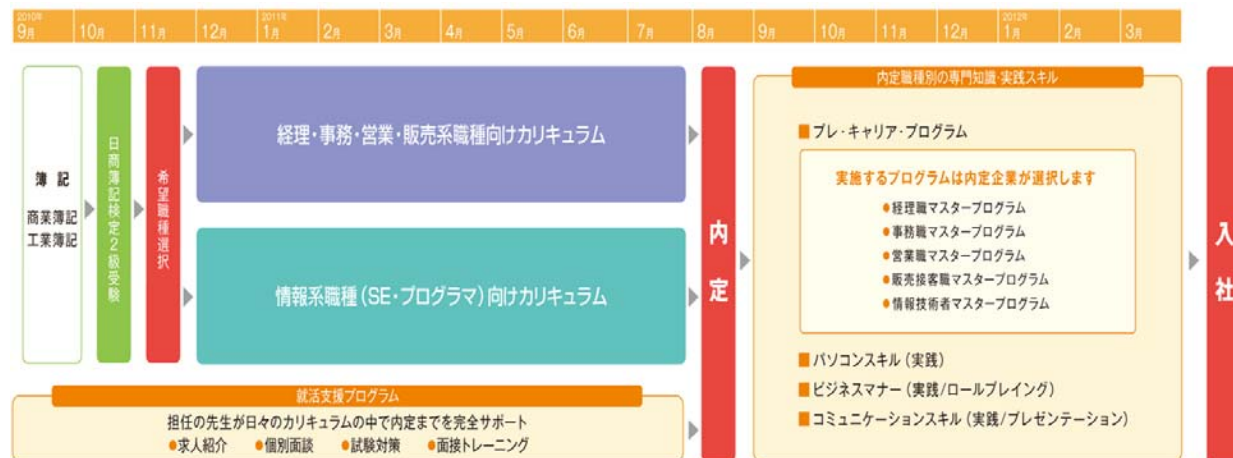 2010年
9月
10月
11月
12月
2011年
1月
2月
3月
4月
5月
6月
7月
8月
9月
10月
11月
12月
2012年
1月
2月
3月
簿記
商業簿記
工業簿記
日商簿記検定2級受験
希望職種選択
経理・事務・営業・販売系職種向けカリキュラム
情報系職種(SE・プログラマ)向けカリキュラム
就活支援プログラム
担任の先生が日々のカリキュラムの中で内定までを完全サポート
●求人紹介 ●個別面談 ●試験対策 ●面接トレーニング
内定
内定職種別の専門知識・実践スキル
■プレ・キャリア・プログラム
実施するプログラムは内定企業が選択します
●経理職マスタープログラム
●事務職マスタープログラム
●営業職マスタープログラム
●販売接客職マスタープログラム
●情報技術者マスタープログラム
■パソコンスキル(実践)
■ビジネスマナー(実践/ロールプレイング)
■コミュニケーションスキル(実践/プレゼンテーション)
入社